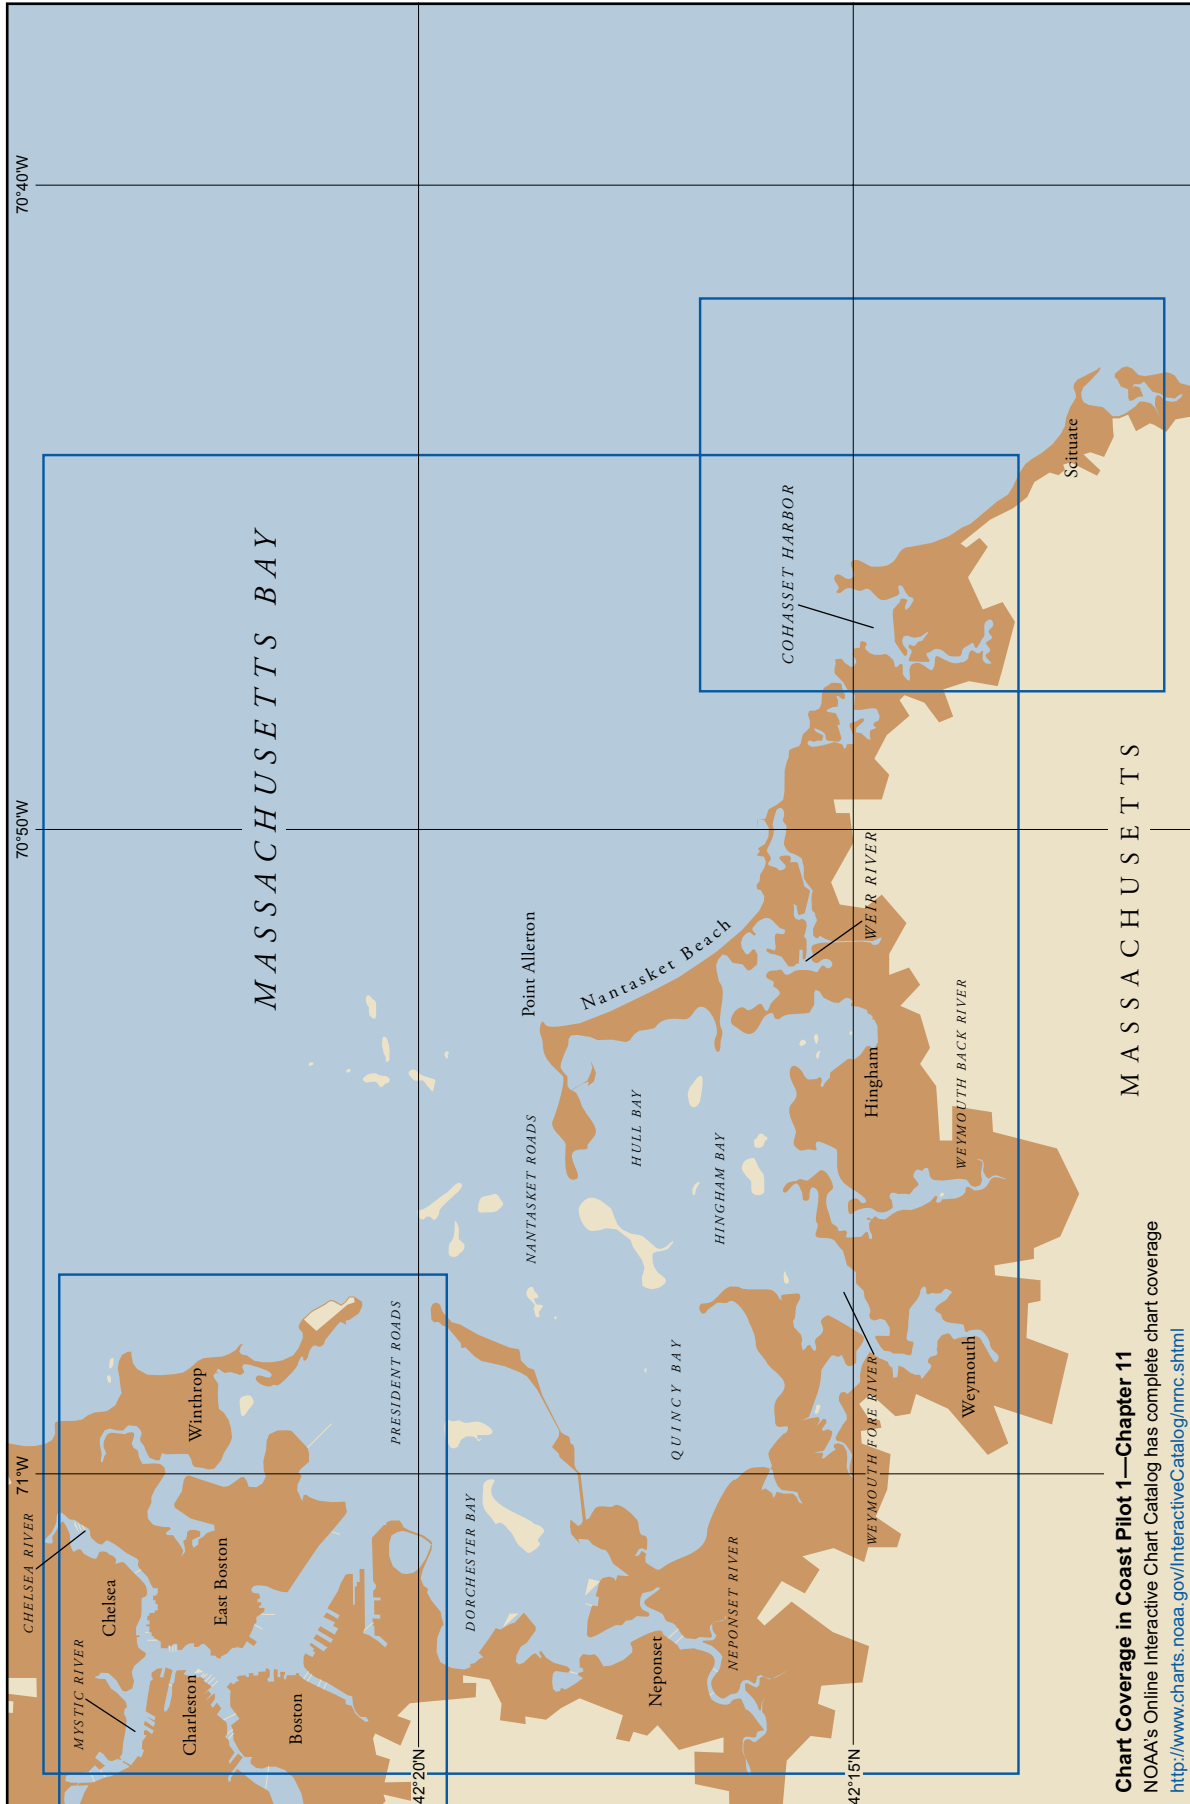 70°40'W
70°50'W
71°W
42°20'N
42°15'N
MASSACHUSETTS BAY
CHELSEA RIVER
MYSTIC RIVER
Chelsea
Charleston
East Boston
Boston
Winthrop
PRESIDENT ROADS
DORCHESTER BAY
Neponset
NEPONSET RIVER
QUINCY BAY
NANTASKET ROADS
Point Allerton
Nantasket Beach
HULL BAY
HINGHAM BAY
WEIR RIVER
Hingham
WEYMOUTH BACK RIVER
WEYMOUTH FORE RIVER
Weymouth
COHASSET HARBOR
Scituate
MASSACHUSETTS
Chart Coverage in Coast Pilot 1—Chapter 11
NOAA's Online Interactive Chart Catalog has complete chart coverage
http://www.charts.noaa.gov/InteractiveCatalog/nrnc.shtml